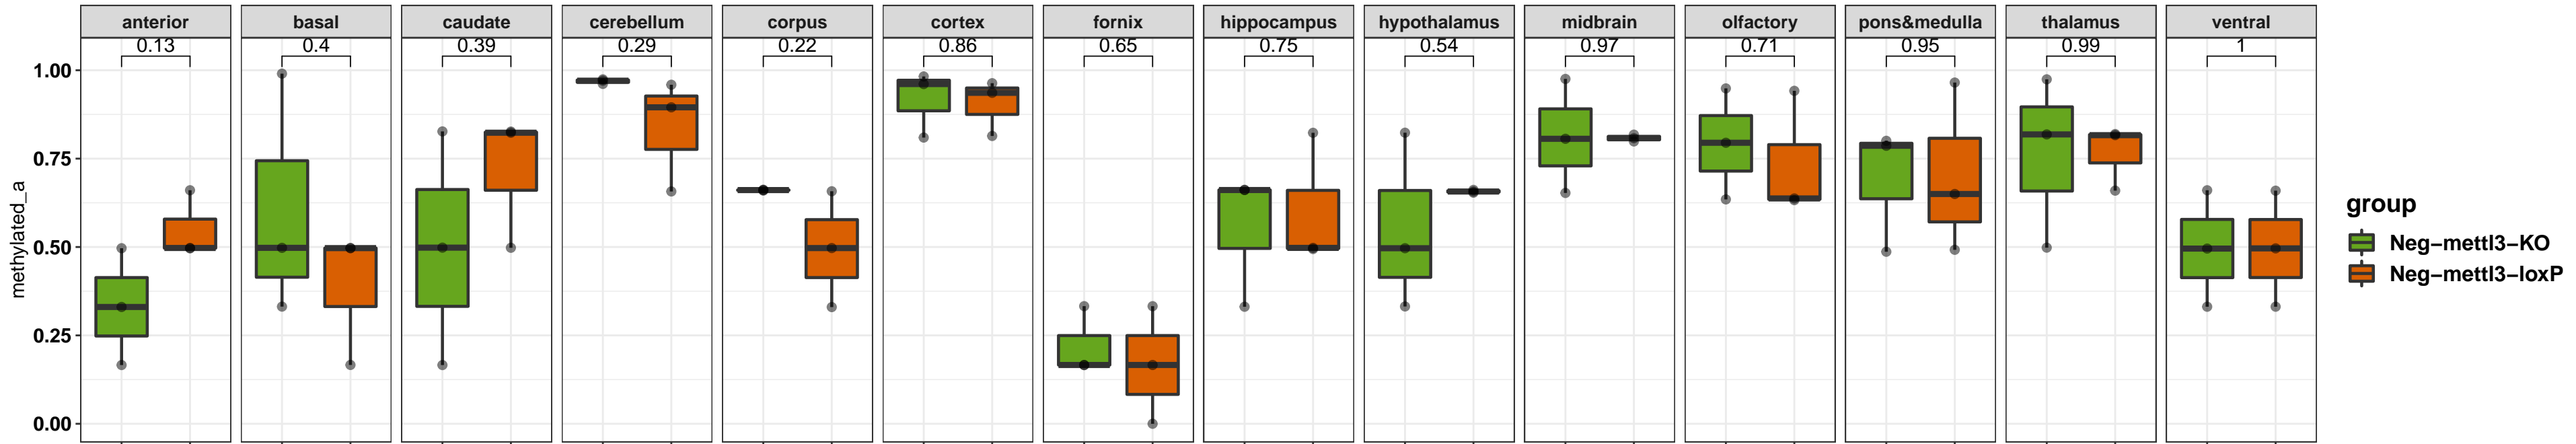 anterior basal caudate cerebellum corpus cortex fornix hippocampus hypothalamus midbrain olfactory pons&medulla thalamus ventral
0.13 0.4 0.39 0.29 0.22 0.86 0.65 0.75 0.54 0.97 0.71 0.95 0.99 1
methylated_a
1.00
0.75
0.50
0.25
0.00
group
Neg−mettl3−KO
Neg−mettl3−loxP